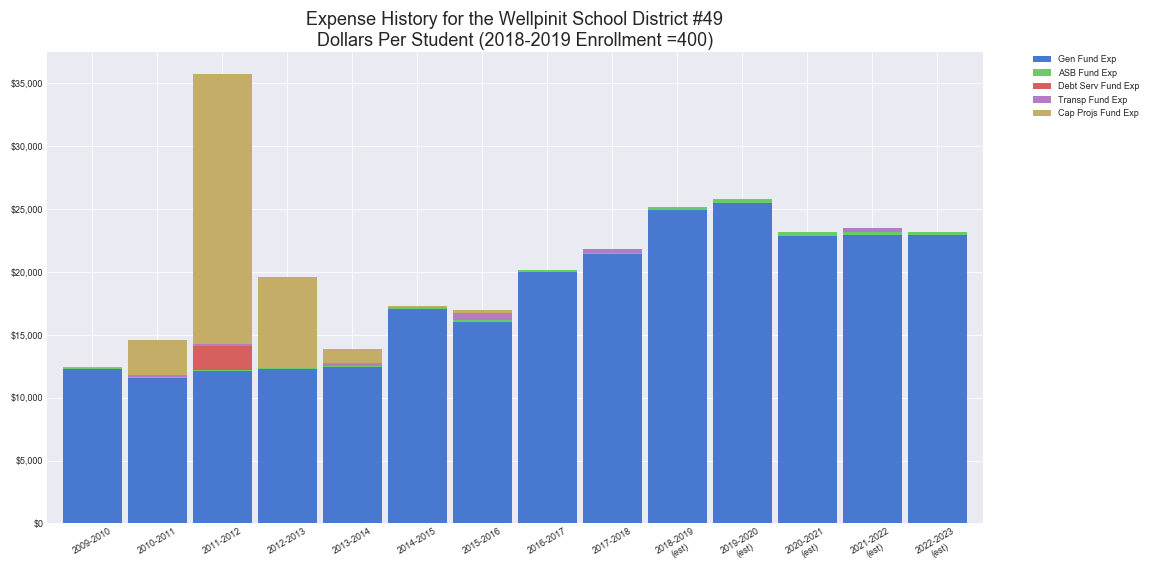 Expense History for the Wellpinit School District #49
Dollars Per Student (2018-2019 Enrollment =400)
Gen Fund Exp
ASB Fund Exp
Debt Serv Fund Exp
Transp Fund Exp
Cap Projs Fund Exp
$35,000
$30,000
$25,000
$20,000
$15,000
$10,000
$5,000
$0
2009-2010
2010-2011
2011-2012
2012-2013
2013-2014
2014-2015
2015-2016
2016-2017
2017-2018
2018-2019
(est)
2019-2020
(est)
2020-2021
(est)
2021-2022
(est)
2022-2023
(est)